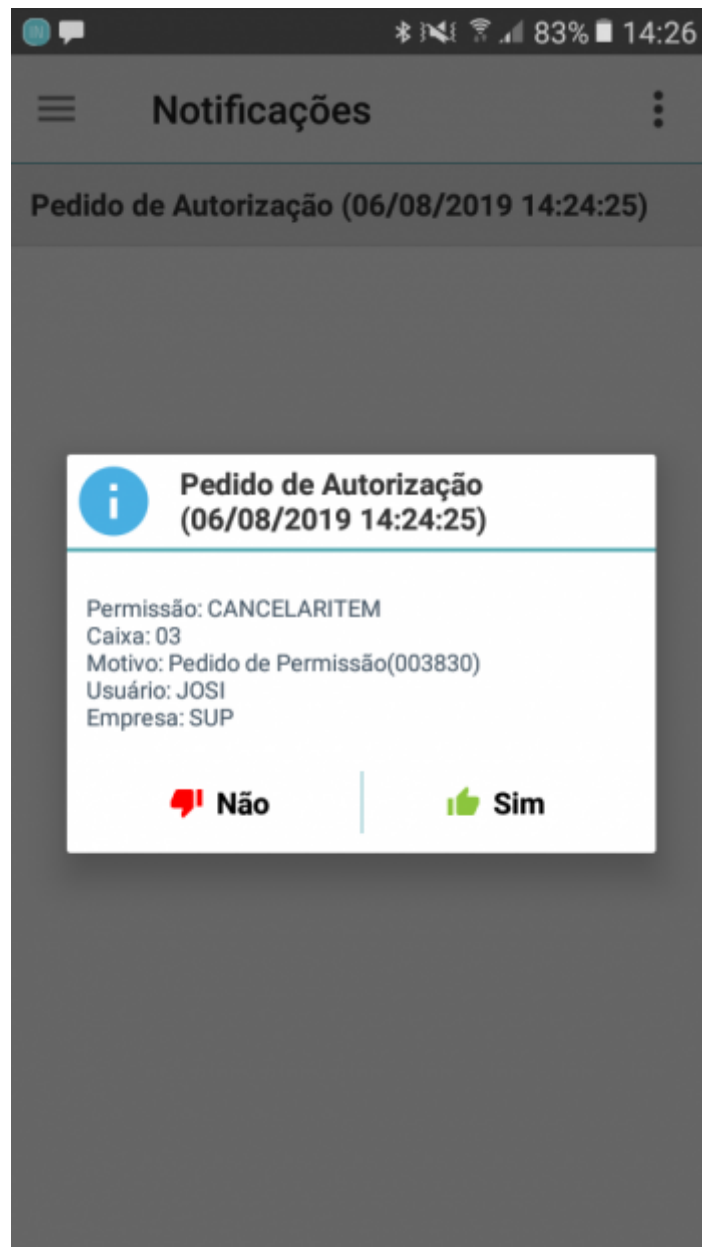 IN
83% 14:26
Notificações
Pedido de Autorização (06/08/2019 14:24:25)
Pedido de Autorização
(06/08/2019 14:24:25)
Permissão: CANCELARITEM
Caixa: 03
Motivo: Pedido de Permissão(003830)
Usuário: JOSI
Empresa: SUP
Não
Sim